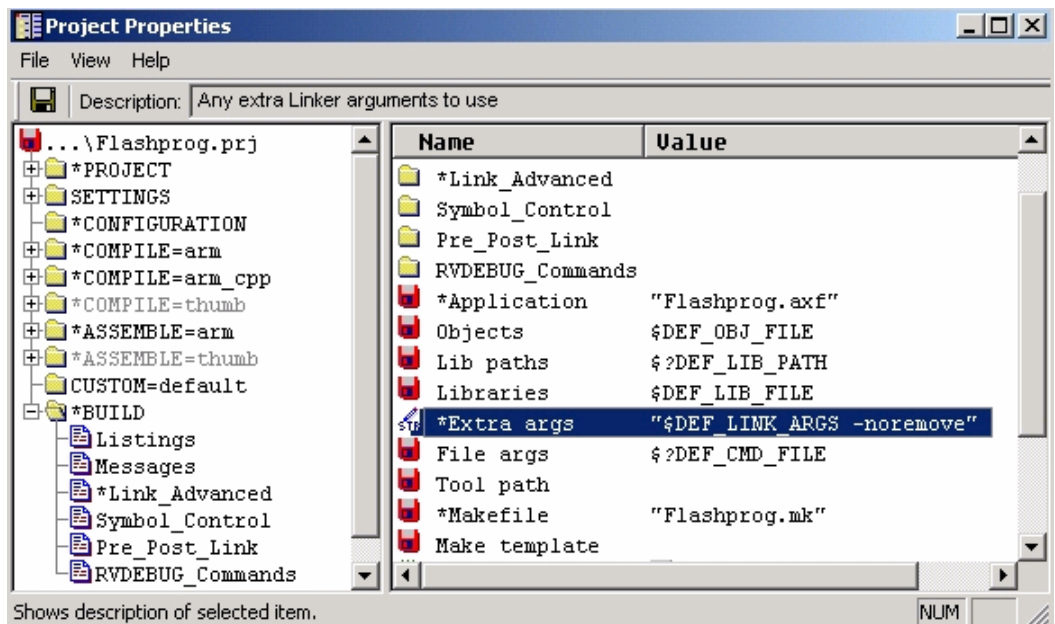 Project Properties
File View Help
Description: Any extra Linker arguments to use
...\Flashprog.prj
*PROJECT
SETTINGS
*CONFIGURATION
*COMPILE=arm
*COMPILE=arm_cpp
*COMPILE=thumb
*ASSEMBLE=arm
*ASSEMBLE=thumb
CUSTOM=default
*BUILD
Listings
Messages
*Link_Advanced
Symbol_Control
Pre_Post_Link
RVDEBUG_Commands
Name Value
*Link_Advanced
Symbol_Control
Pre_Post_Link
RVDEBUG_Commands
*Application "Flashprog.axf"
Objects $DEF_OBJ_FILE
Lib paths $?DEF_LIB_PATH
Libraries $DEF_LIB_FILE
STR *Extra args "$DEF_LINK_ARGS -noremove"
File args $?DEF_CMD_FILE
Tool path
*Makefile "Flashprog.mk"
Make template
Shows description of selected item.
NUM